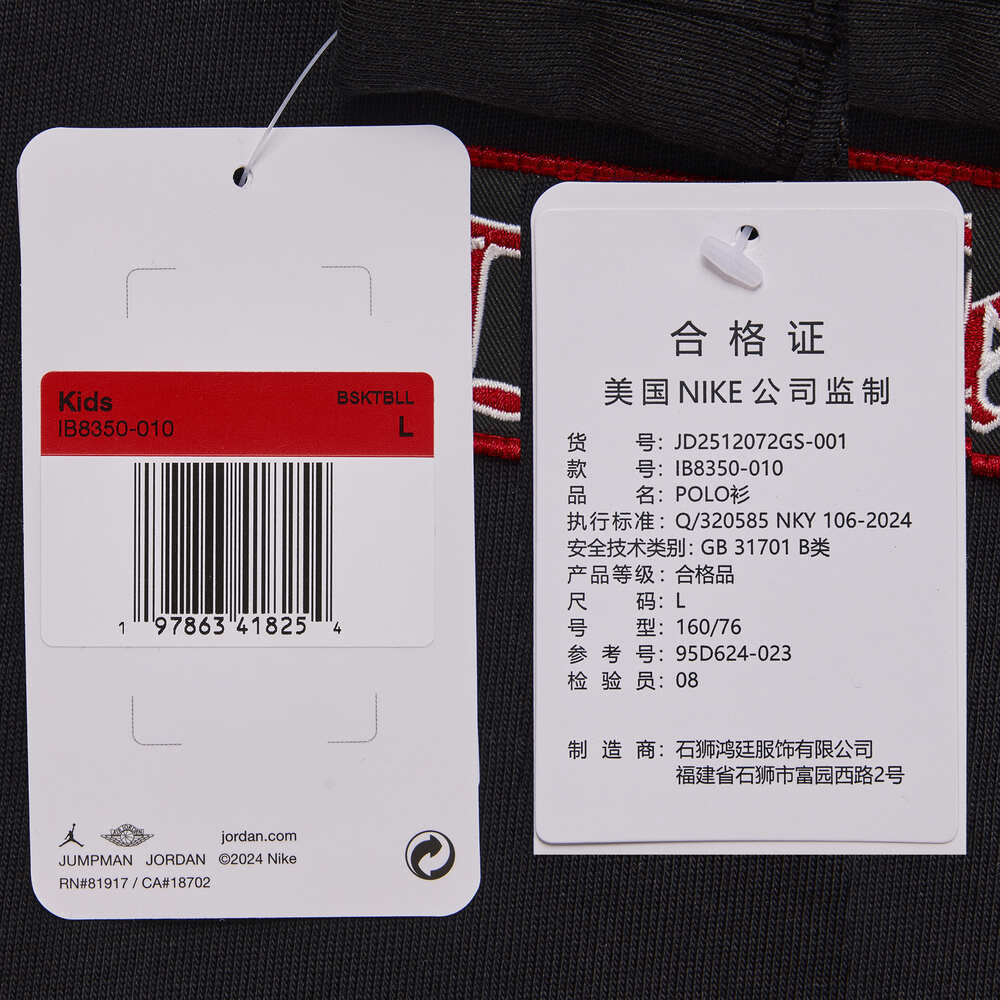 Kids
BSKTBLL
IB8350-010
L
1 97863 41825 4
jordan.com
JUMPMAN JORDAN ©2024 Nike
RN#81917 / CA#18702
合格证
美国NIKE公司监制
货号：JD2512072GS-001
款号：IB8350-010
品名：POLO衫
执行标准：Q/320585 NKY 106-2024
安全技术类别：GB 31701 B类
产品等级：合格品
尺码：L
号型：160/76
参考号：95D624-023
检验员：08
制造商：石狮鸿廷服饰有限公司
福建省石狮市富园西路2号